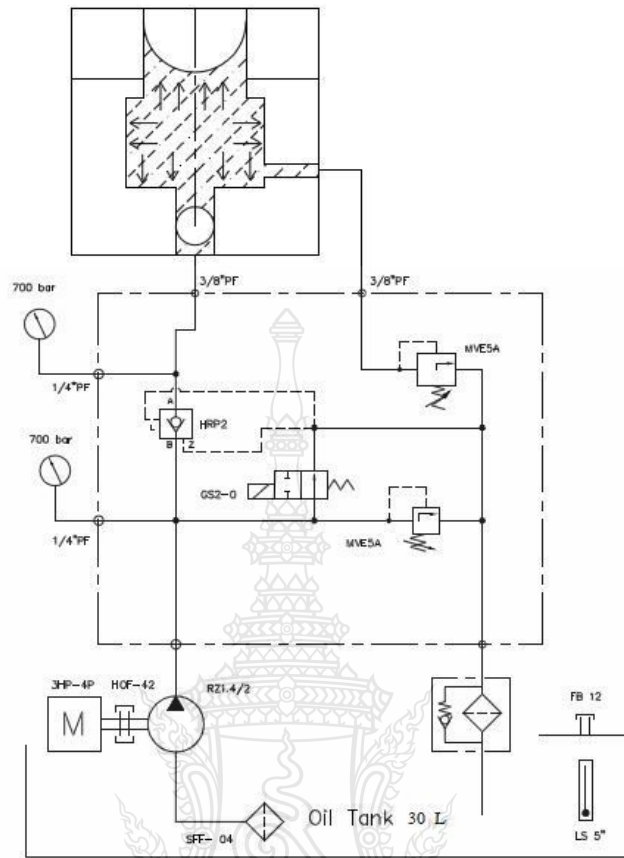 3/8"PF
3/8"PF
700 bar
MVE5A
1/4"PF
A
HRP2
L
B
Z
700 bar
GS2-0
1/4"PF
MVE5A
3HP-4P
HOF-42
RZ1.4/2
M
FB 12
Oil Tank 30 L
SFF-04
LS 5"